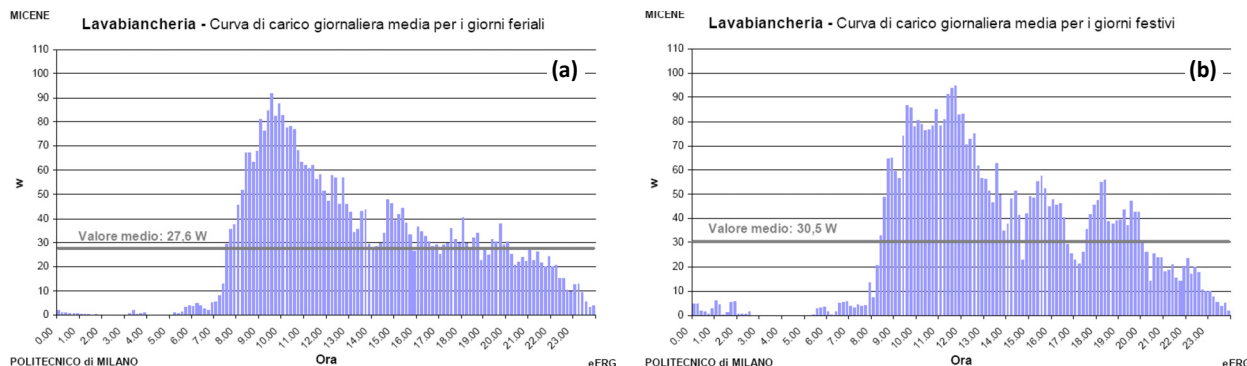 MICENE
Lavabiancheria - Curva di carico giornaliera media per i giorni feriali
(a)
W
110
100
90
80
70
60
50
40
30
20
10
0
Valore medio: 27,6 W
0.00 1.00 2.00 3.00 4.00 5.00 6.00 7.00 8.00 9.00 10.00 11.00 12.00 13.00 14.00 15.00 16.00 17.00 18.00 19.00 20.00 21.00 22.00 23.00
Ora
POLITECNICO di MILANO
eERG
MICENE
Lavabiancheria - Curva di carico giornaliera media per i giorni festivi
(b)
W
110
100
90
80
70
60
50
40
30
20
10
0
Valore medio: 30,5 W
0.00 1.00 2.00 3.00 4.00 5.00 6.00 7.00 8.00 9.00 10.00 11.00 12.00 13.00 14.00 15.00 16.00 17.00 18.00 19.00 20.00 21.00 22.00 23.00
Ora
POLITECNICO di MILANO
eERG